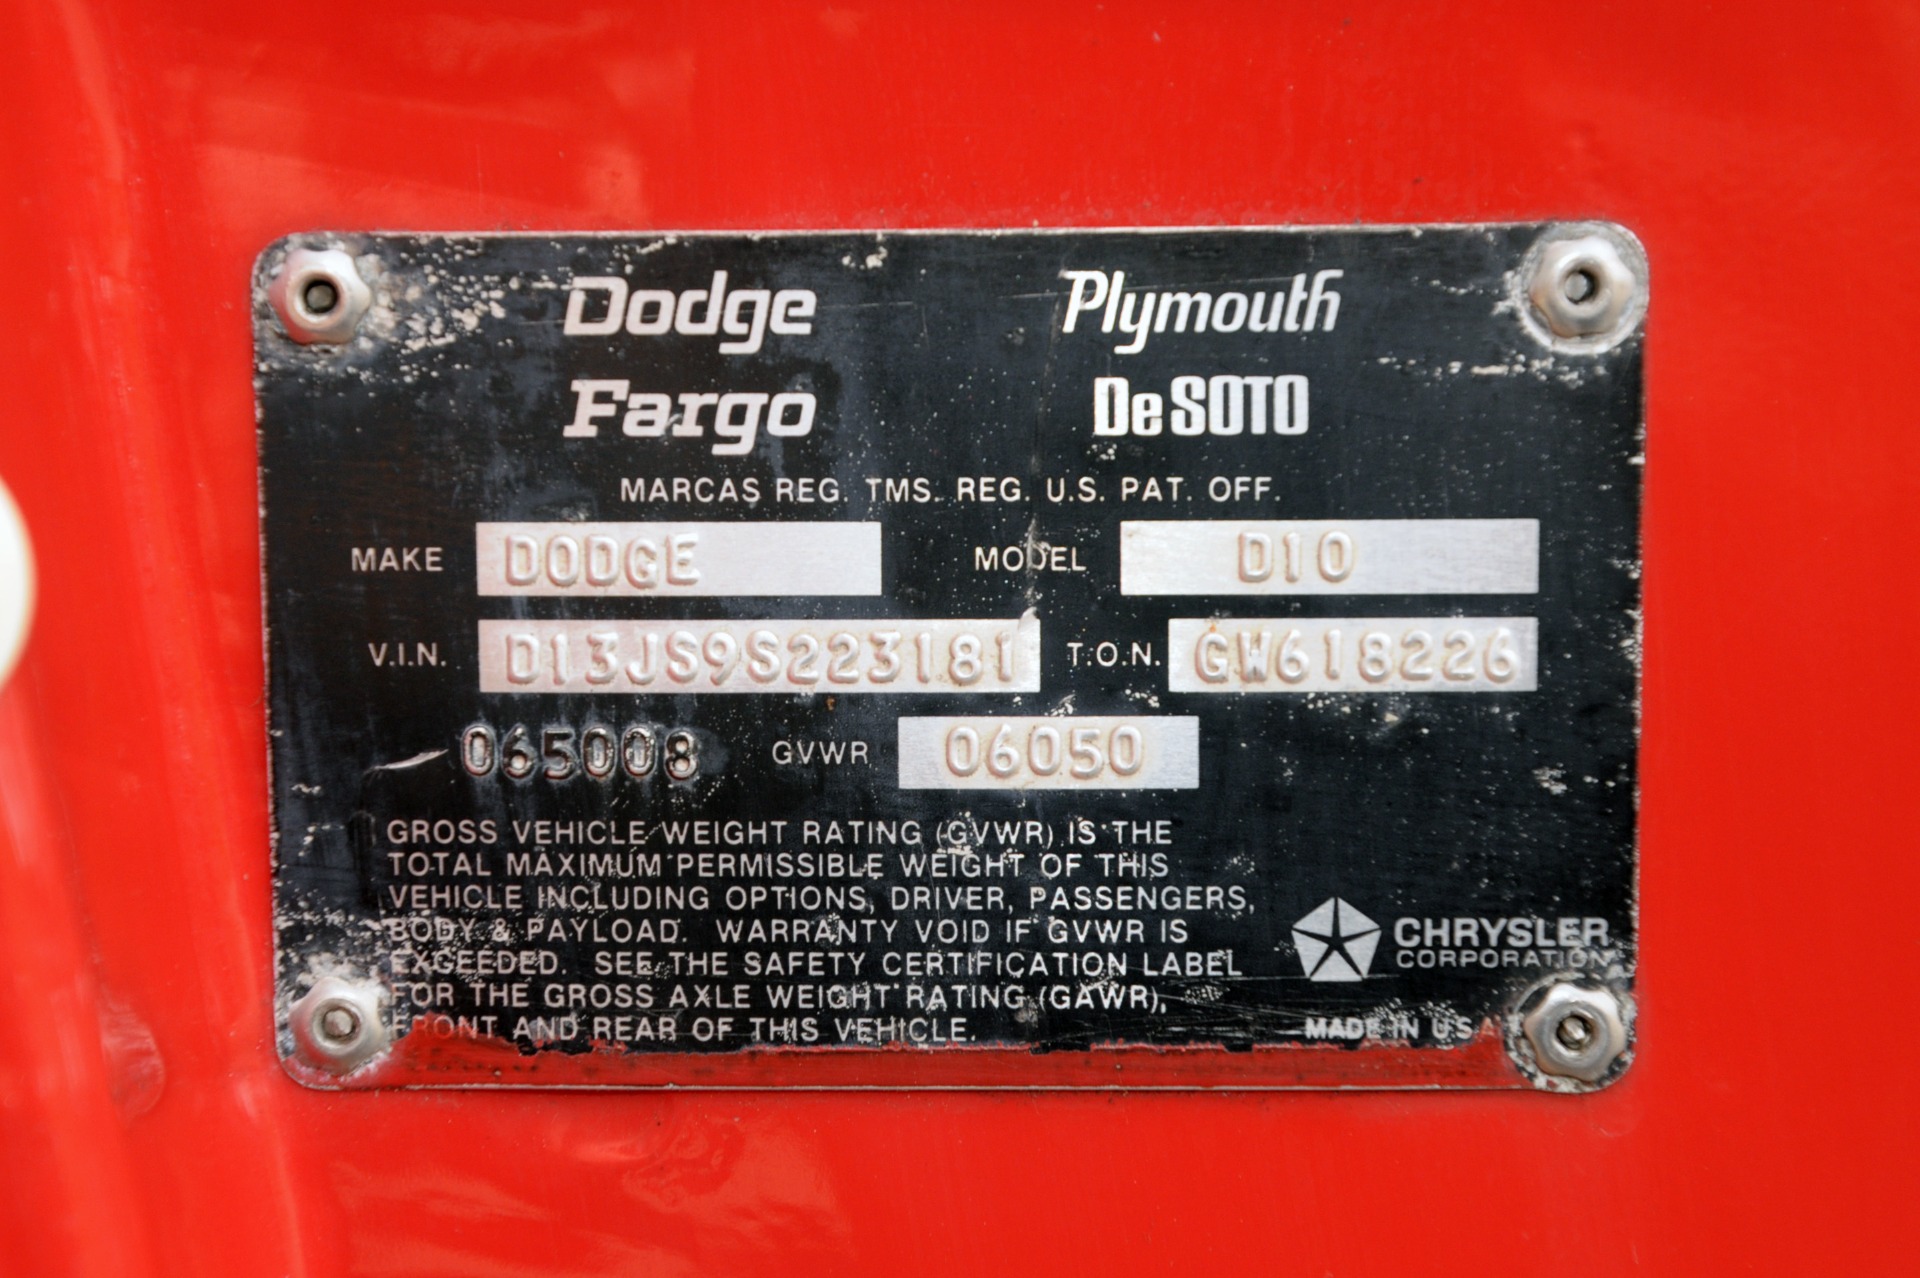 Dodge Plymouth
Fargo DeSOTO
MARCAS REG. TMS. REG. U.S. PAT. OFF.
MAKE DODGE MODEL D10
V.I.N. D13JS9S223181 T.O.N. GW618226
065008 GVWR 06050
GROSS VEHICLE WEIGHT RATING (GVWR) IS THE
TOTAL MAXIMUM PERMISSIBLE WEIGHT OF THIS
VEHICLE INCLUDING OPTIONS, DRIVER, PASSENGERS,
BODY & PAYLOAD. WARRANTY VOID IF GVWR IS
EXCEEDED. SEE THE SAFETY CERTIFICATION LABEL
FOR THE GROSS AXLE WEIGHT RATING (GAWR),
FRONT AND REAR OF THIS VEHICLE.
CHRYSLER
CORPORATION
MADE IN U S A